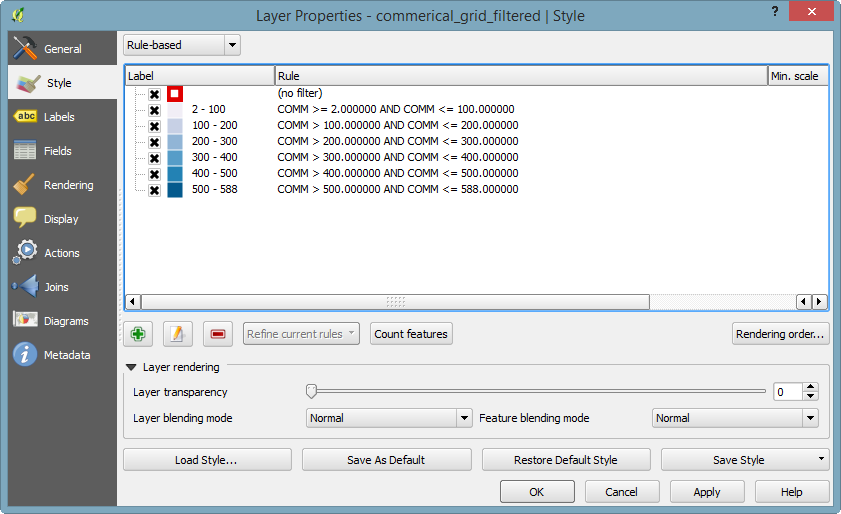 Layer Properties - commerical_grid_filtered | Style
?
General
Style
abc Labels
Fields
Rendering
Display
Actions
Joins
Diagrams
Metadata
Rule-based
Label Rule Min. scale
(no filter)
2 - 100 COMM >= 2.000000 AND COMM <= 100.000000
100 - 200 COMM > 100.000000 AND COMM <= 200.000000
200 - 300 COMM > 200.000000 AND COMM <= 300.000000
300 - 400 COMM > 300.000000 AND COMM <= 400.000000
400 - 500 COMM > 400.000000 AND COMM <= 500.000000
500 - 588 COMM > 500.000000 AND COMM <= 588.000000
Refine current rules Count features Rendering order...
Layer rendering
Layer transparency 0
Layer blending mode Normal Feature blending mode Normal
Load Style... Save As Default Restore Default Style Save Style
OK Cancel Apply Help